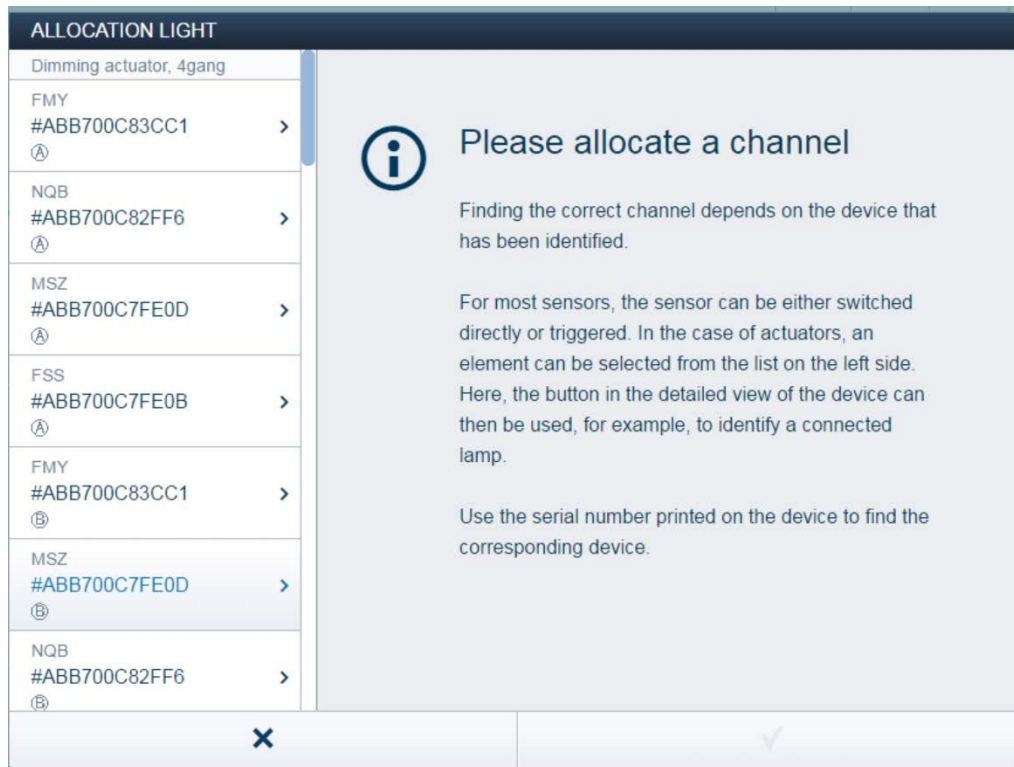 ALLOCATION LIGHT
Dimming actuator, 4gang
FMY
#ABB700C83CC1
Ⓐ
NQB
#ABB700C82FF6
Ⓐ
MSZ
#ABB700C7FE0D
Ⓐ
FSS
#ABB700C7FE0B
Ⓐ
FMY
#ABB700C83CC1
Ⓑ
MSZ
#ABB700C7FE0D
Ⓑ
NQB
#ABB700C82FF6
Ⓑ
Please allocate a channel
Finding the correct channel depends on the device that
has been identified.
For most sensors, the sensor can be either switched
directly or triggered. In the case of actuators, an
element can be selected from the list on the left side.
Here, the button in the detailed view of the device can
then be used, for example, to identify a connected
lamp.
Use the serial number printed on the device to find the
corresponding device.